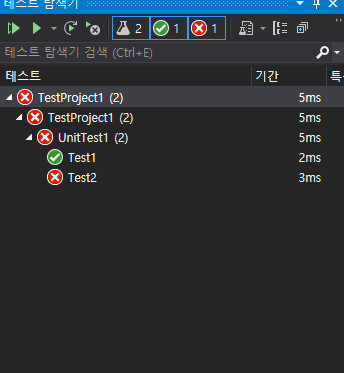 테스트 탐색기
2 1 1
테스트 탐색기 검색 (Ctrl+E)
테스트 기간 특
TestProject1 (2) 5ms
TestProject1 (2) 5ms
UnitTest1 (2) 5ms
Test1 2ms
Test2 3ms